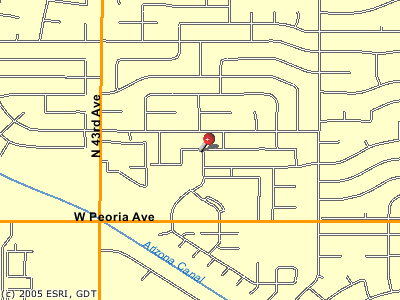 N 43rd Ave
W Peoria Ave
Arizona Canal
(c) 2005 ESRI, GDT